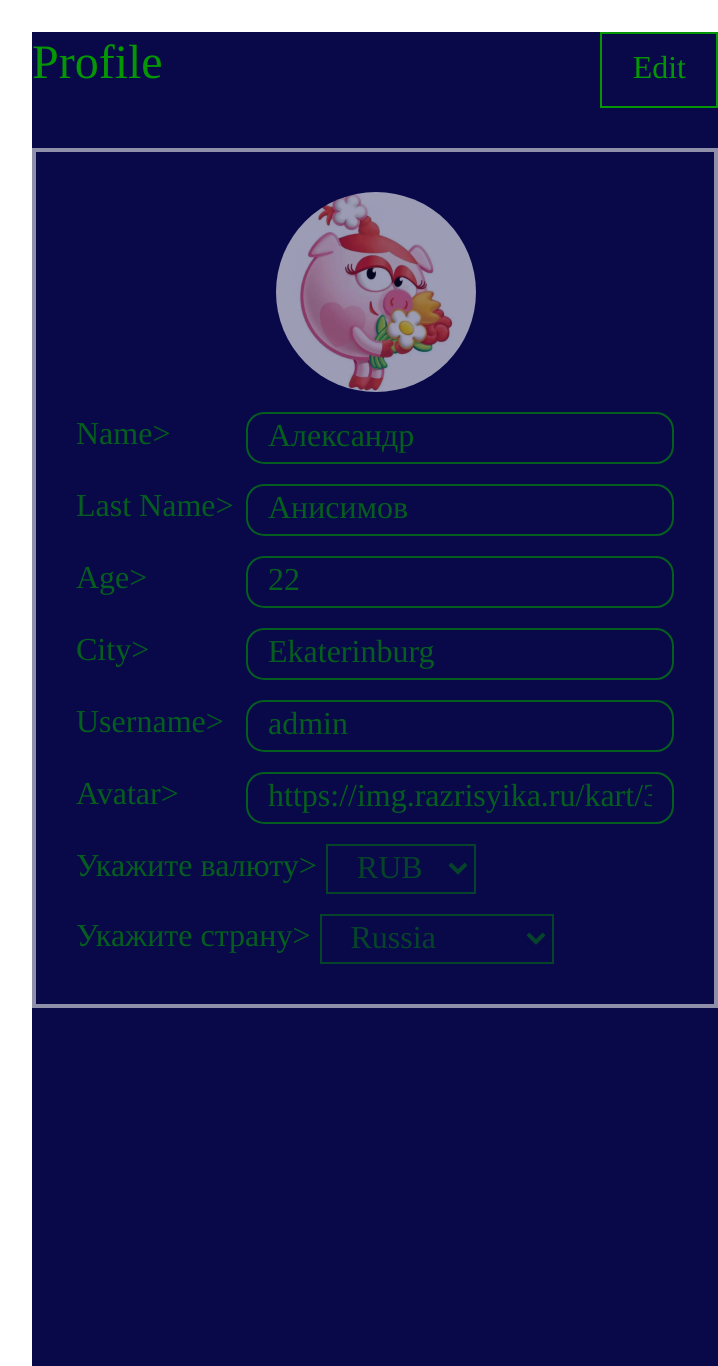 Profile
Edit
Name> Александр
Last Name> Анисимов
Age> 22
City> Ekaterinburg
Username> admin
Avatar> https://img.razrisyika.ru/kart/3
Укажите валюту> RUB
Укажите страну> Russia